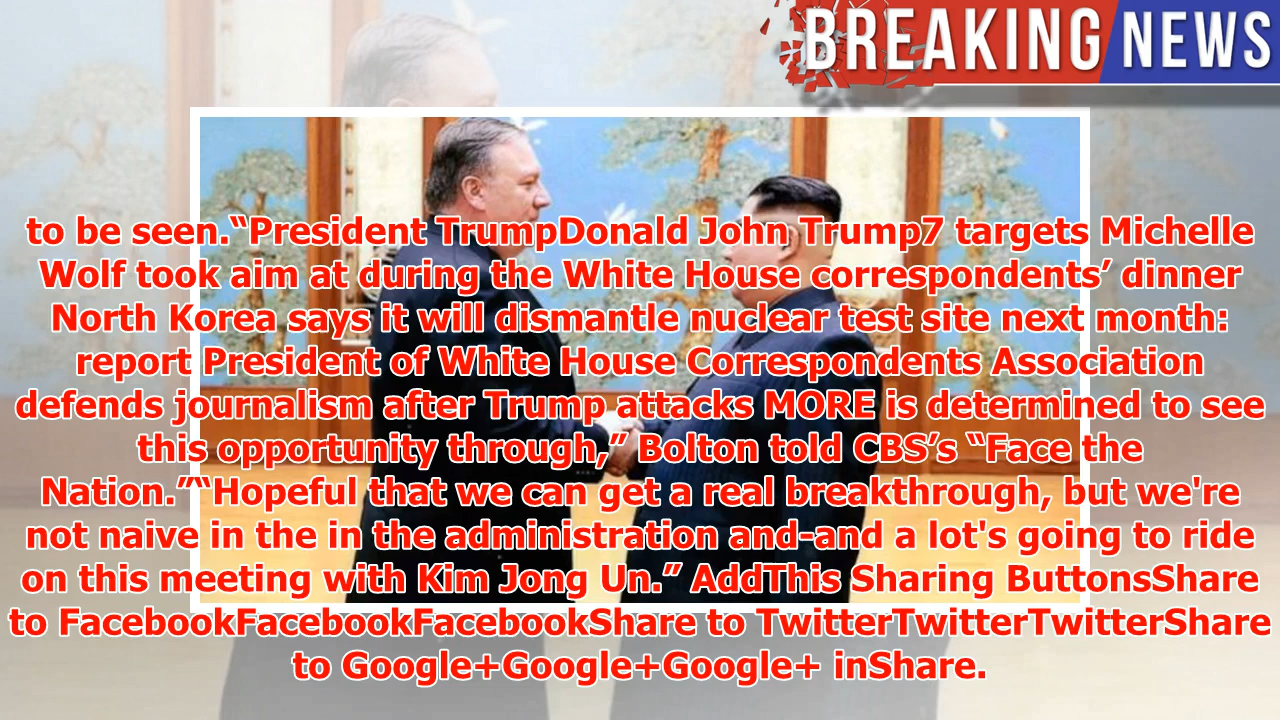 BREAKING NEWS
to be seen.“President TrumpDonald John Trump7 targets Michelle
Wolf took aim at during the White House correspondents’ dinner
North Korea says it will dismantle nuclear test site next month:
report President of White House Correspondents Association
defends journalism after Trump attacks MORE is determined to see
this opportunity through,” Bolton told CBS’s “Face the
Nation.”“Hopeful that we can get a real breakthrough, but we're
not naive in the in the administration and-and a lot's going to ride
on this meeting with Kim Jong Un.” AddThis Sharing ButtonsShare
to FacebookFacebookFacebookShare to TwitterTwitterTwitterShare
to Google+Google+Google+ inShare.